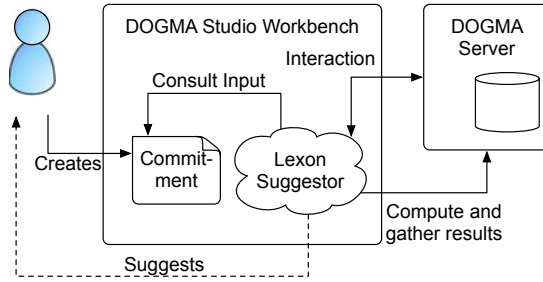 DOGMA Studio Workbench
DOGMA
Server
Interaction
Consult Input
Creates
Commit-
ment
Lexon
Suggestor
Compute and
gather results
Suggests